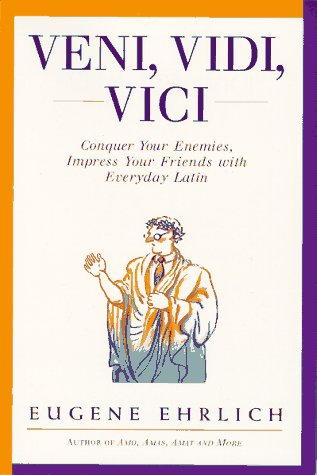 VENI, VIDI,
VICI
Conquer Your Enemies,
Impress Your Friends with
Everyday Latin
EUGENE EHRLICH
AUTHOR OF AMO, AMAS, AMAT AND MORE